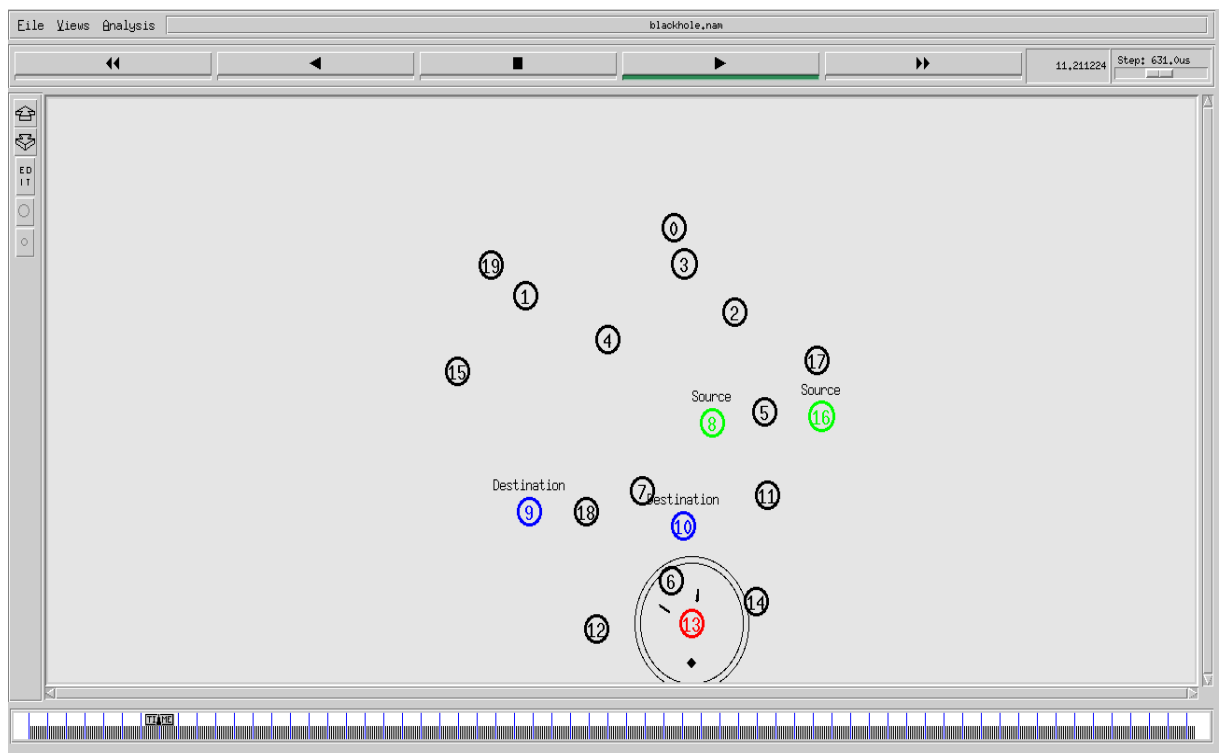 File Views Analysis blackhole.nam
11.211224 Step: 631.0us
ED
IT
0
19 3
1
2
4
17
15
Source Source
8 5 16
Destination 7 11
Destination
9 18
10
6
14
13
12
TIME